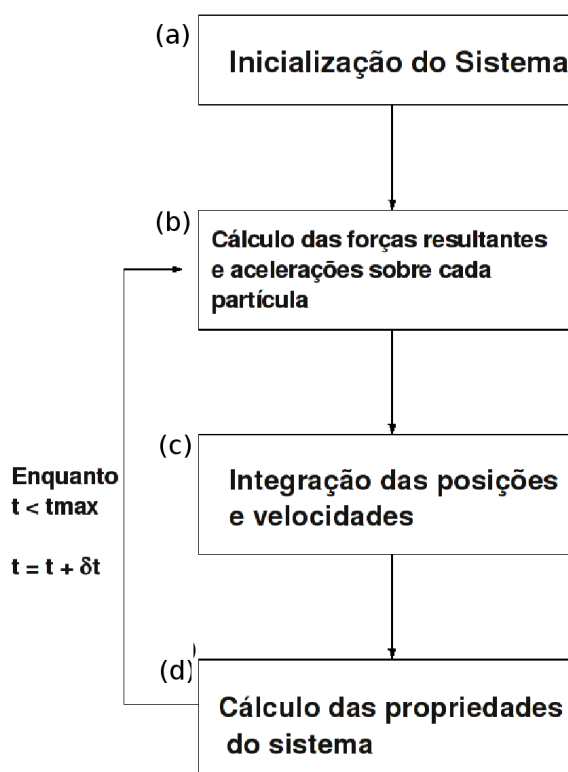 (a)
Inicialização do Sistema
(b)
Cálculo das forças resultantes
e acelerações sobre cada
partícula
(c)
Integração das posições
e velocidades
Enquanto
t < tmax
t = t + δt
(d)
Cálculo das propriedades
do sistema